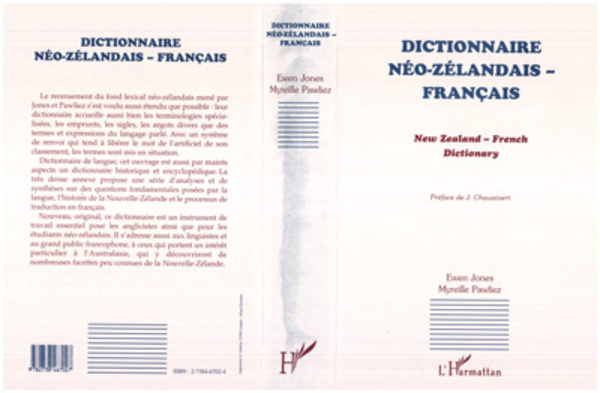 DICTIONNAIRE
NÉO-ZÉLANDAIS – FRANÇAIS
Le recensement du fond lexical néo-zélandais mené par
Jones et Pawliez s'est voulu aussi étendu que possible : leur
dictionnaire accueille aussi bien les terminologies spécia-
lisées, les emprunts, les sigles, les argots divers que des
termes et expressions du langage parlé. Avec un système
de renvoi qui tend à libérer le mot de l'artificiel de son
classement, les termes sont mis en situation.
Dictionnaire de langue, cet ouvrage est aussi par maints
aspects un dictionnaire historique et encyclopédique. La
très dense annexe propose une série d'analyses et de
synthèses sur des questions fondamentales posées par la
langue, l'histoire de la Nouvelle-Zélande et le processus de
traduction en français.
Nouveau, original, ce dictionnaire est un instrument de
travail essentiel pour les anglicistes ainsi que pour les
étudiants néo-zélandais. Il s'adresse aussi aux linguistes et
au grand public francophone, à ceux qui portent un intérêt
particulier à l'Australasie, qui y découvriront de
nombreuses facettes peu connues de la Nouvelle-Zélande.
ISBN : 2-7384-6702-4
DICTIONNAIRE
NÉO-ZÉLANDAIS –
FRANÇAIS
Ewen Jones
Myreille Pawliez
H
DICTIONNAIRE
NÉO-ZÉLANDAIS –
FRANÇAIS
New Zealand – French
Dictionary
Préface de J. Chaussivert
Ewen Jones
Myreille Pawliez
L'Harmattan